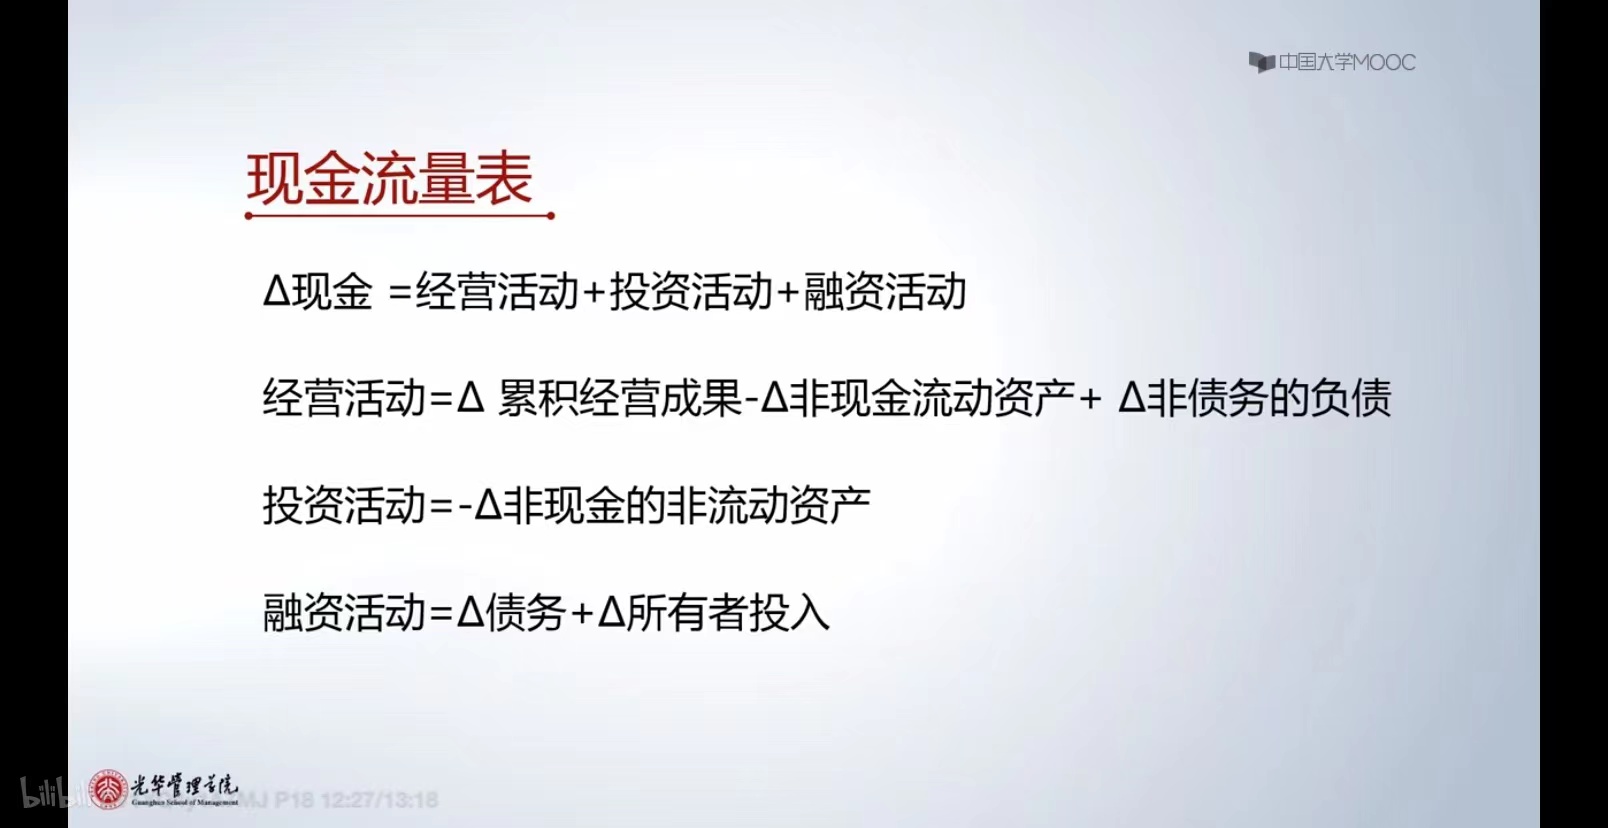 中国大学MOOC
现金流量表
Δ现金 =经营活动+投资活动+融资活动
经营活动=Δ 累积经营成果-Δ非现金流动资产+ Δ非债务的负债
投资活动=-Δ非现金的非流动资产
融资活动=Δ债务+Δ所有者投入
bilibili
光华管理学院
Guanghua School of Management
MJ P18 12:27/13:18